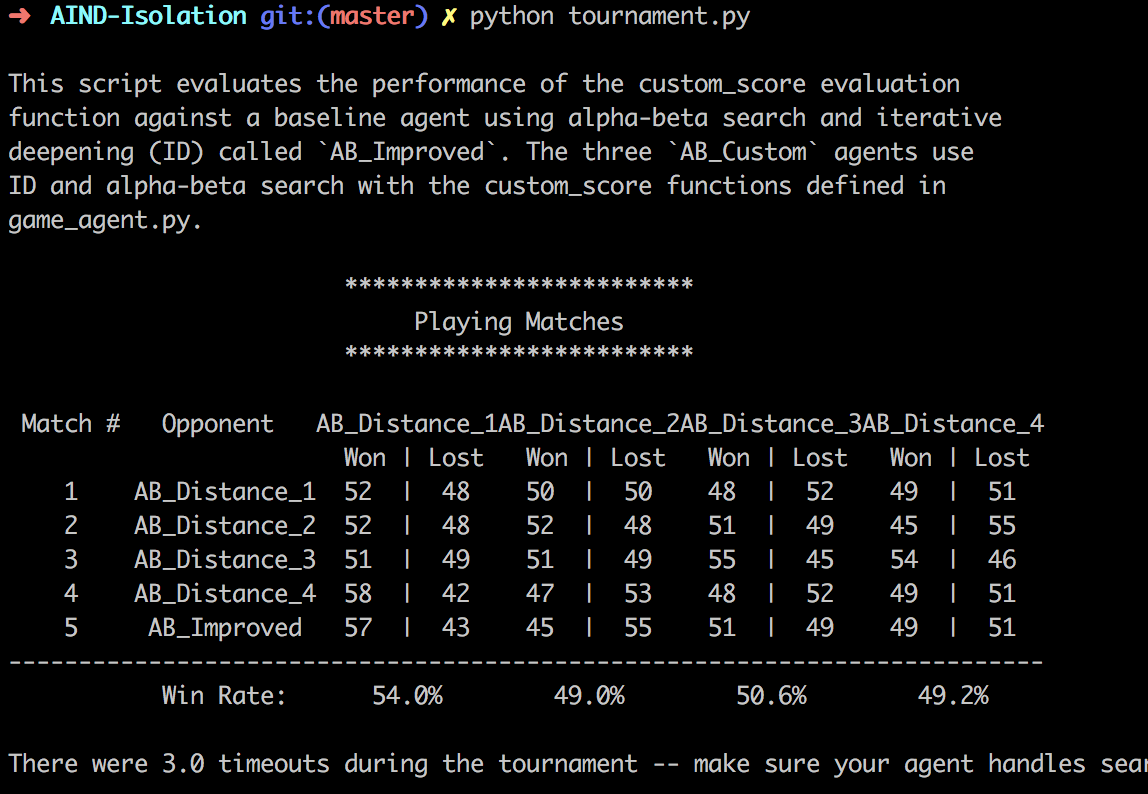 ➜ AIND-Isolation git:(master) ✗ python tournament.py
This script evaluates the performance of the custom_score evaluation
function against a baseline agent using alpha-beta search and iterative
deepening (ID) called `AB_Improved`. The three `AB_Custom` agents use
ID and alpha-beta search with the custom_score functions defined in
game_agent.py.
*************************
Playing Matches
*************************
Match # Opponent AB_Distance_1AB_Distance_2AB_Distance_3AB_Distance_4
Won | Lost Won | Lost Won | Lost Won | Lost
1 AB_Distance_1 52 | 48 50 | 50 48 | 52 49 | 51
2 AB_Distance_2 52 | 48 52 | 48 51 | 49 45 | 55
3 AB_Distance_3 51 | 49 51 | 49 55 | 45 54 | 46
4 AB_Distance_4 58 | 42 47 | 53 48 | 52 49 | 51
5 AB_Improved 57 | 43 45 | 55 51 | 49 49 | 51
--------------------------------------------------------------------------
Win Rate: 54.0% 49.0% 50.6% 49.2%
There were 3.0 timeouts during the tournament -- make sure your agent handles sear